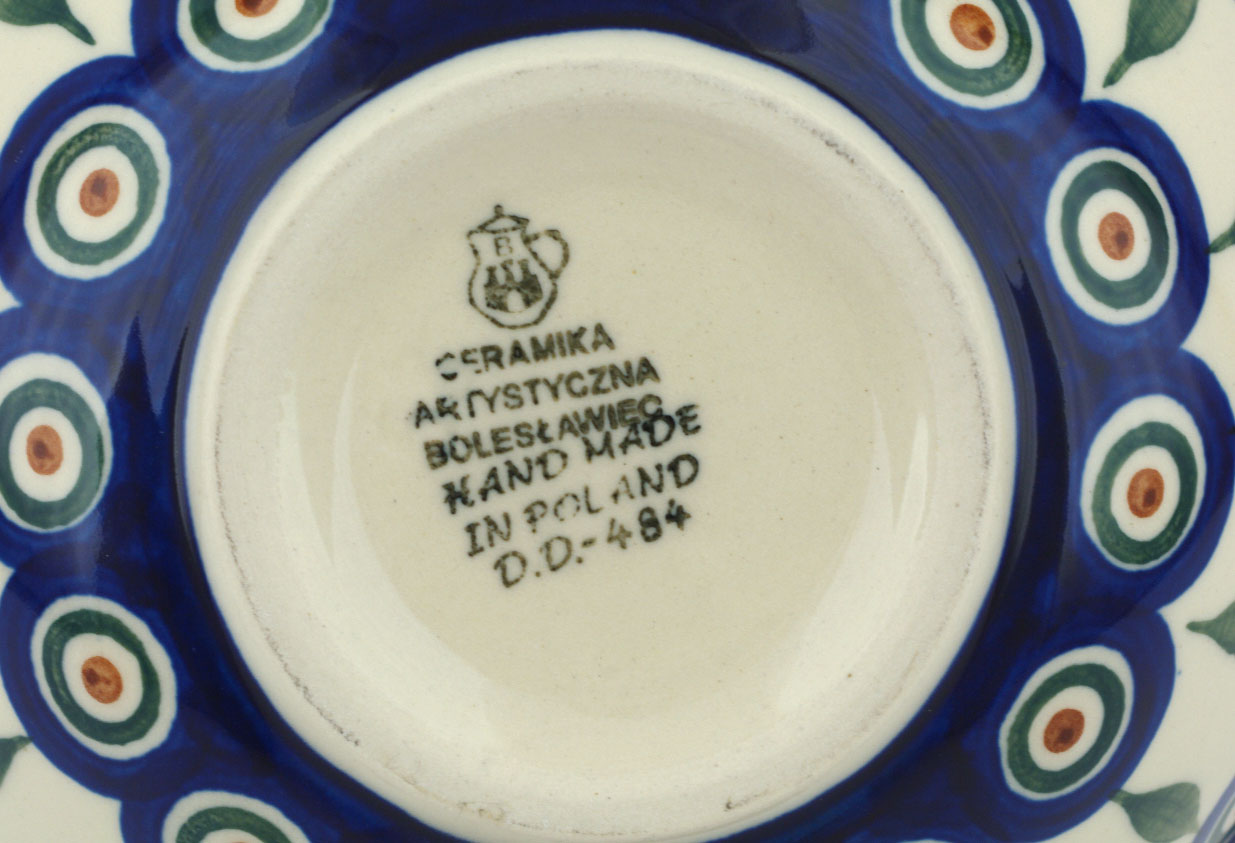 B
CERAMIKA
ARTYSTYCZNA
BOLESŁAWIEC
HAND MADE
IN POLAND
D.D.-484